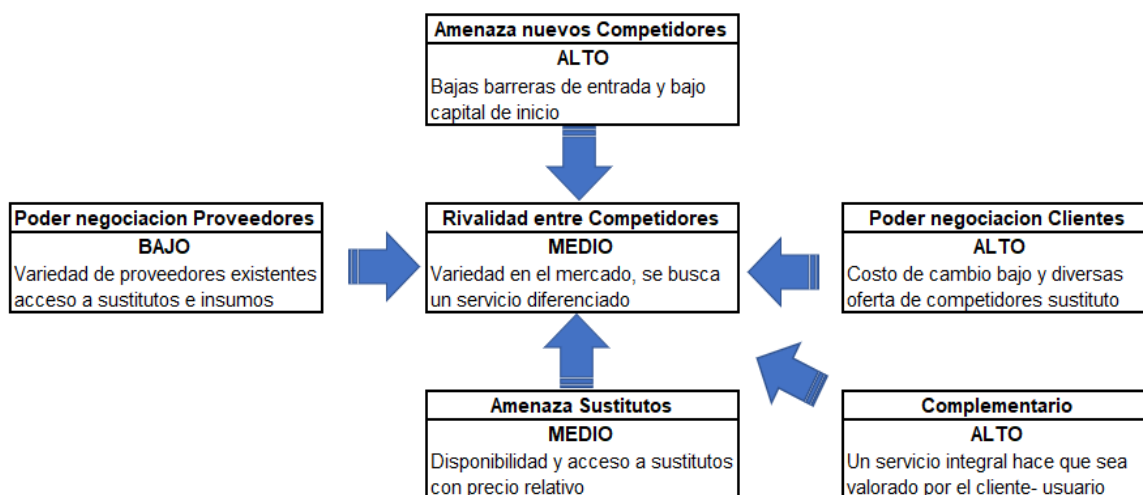 Amenaza nuevos Competidores
ALTO
Bajas barreras de entrada y bajo
capital de inicio
Poder negociacion Proveedores
BAJO
Variedad de proveedores existentes
acceso a sustitutos e insumos
Rivalidad entre Competidores
MEDIO
Variedad en el mercado, se busca
un servicio diferenciado
Poder negociacion Clientes
ALTO
Costo de cambio bajo y diversas
oferta de competidores sustituto
Amenaza Sustitutos
MEDIO
Disponibilidad y acceso a sustitutos
con precio relativo
Complementario
ALTO
Un servicio integral hace que sea
valorado por el cliente- usuario